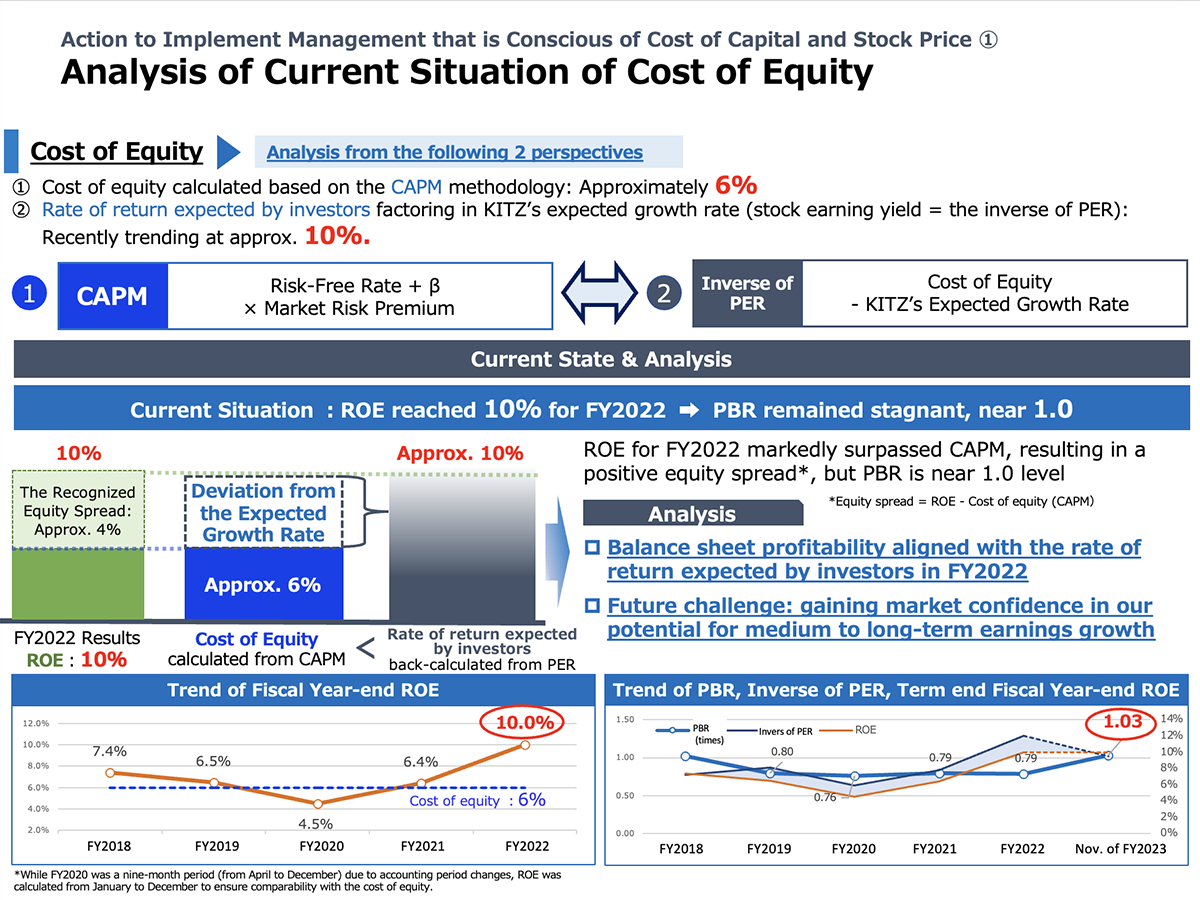 Action to Implement Management that is Conscious of Cost of Capital and Stock Price ①
Analysis of Current Situation of Cost of Equity
Cost of Equity
Analysis from the following 2 perspectives
① Cost of equity calculated based on the CAPM methodology: Approximately 6%
② Rate of return expected by investors factoring in KITZ's expected growth rate (stock earning yield = the inverse of PER):
Recently trending at approx. 10%.
1
CAPM
Risk-Free Rate + β
× Market Risk Premium
2
Inverse of
PER
Cost of Equity
- KITZ's Expected Growth Rate
Current State & Analysis
Current Situation : ROE reached 10% for FY2022 ➡ PBR remained stagnant, near 1.0
10%
The Recognized
Equity Spread:
Approx. 4%
Deviation from
the Expected
Growth Rate
Approx. 6%
Approx. 10%
FY2022 Results
ROE : 10%
Cost of Equity
calculated from CAPM
<
Rate of return expected
by investors
back-calculated from PER
ROE for FY2022 markedly surpassed CAPM, resulting in a
positive equity spread*, but PBR is near 1.0 level
*Equity spread = ROE - Cost of equity (CAPM)
Analysis
Balance sheet profitability aligned with the rate of
return expected by investors in FY2022
Future challenge: gaining market confidence in our
potential for medium to long-term earnings growth
Trend of Fiscal Year-end ROE
12.0%
10.0%
8.0%
6.0%
4.0%
2.0%
7.4%
6.5%
4.5%
6.4%
10.0%
Cost of equity : 6%
FY2018
FY2019
FY2020
FY2021
FY2022
Trend of PBR, Inverse of PER, Term end Fiscal Year-end ROE
1.50
1.00
0.50
0.00
PBR
(times)
Invers of PER
ROE
0.80
0.76
0.79
0.79
1.03
14%
12%
10%
8%
6%
4%
2%
0%
FY2018
FY2019
FY2020
FY2021
FY2022
Nov. of FY2023
*While FY2020 was a nine-month period (from April to December) due to accounting period changes, ROE was
calculated from January to December to ensure comparability with the cost of equity.